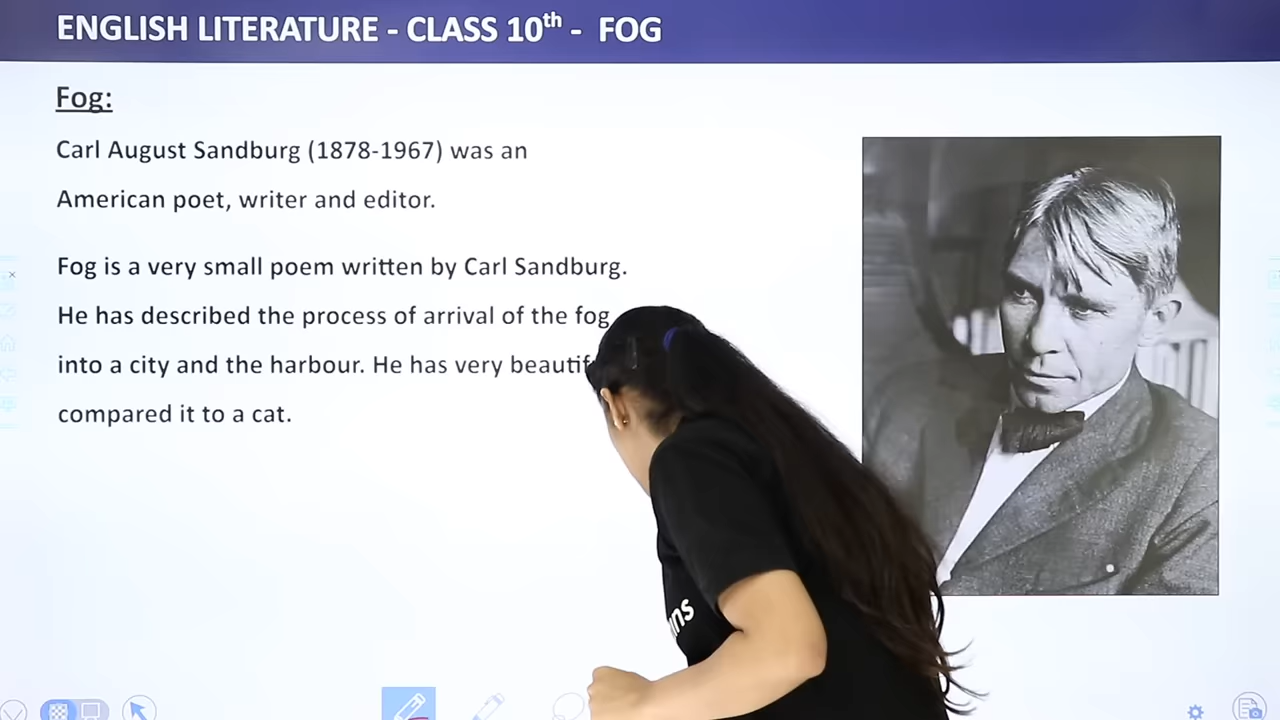 ENGLISH LITERATURE - CLASS 10th - FOG
Fog:
Carl August Sandburg (1878-1967) was an
American poet, writer and editor.
Fog is a very small poem written by Carl Sandburg.
He has described the process of arrival of the fog
into a city and the harbour. He has very
compared it to a cat.